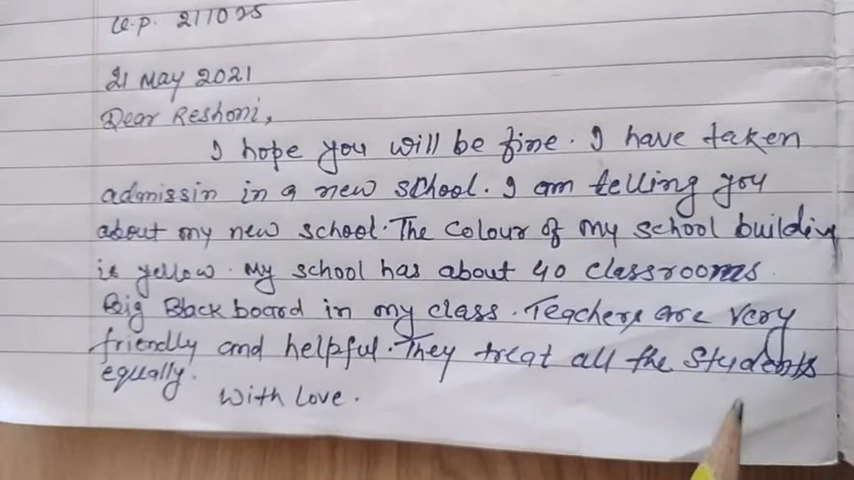 U.P. 211025
21 May 2021
Dear Reshoni,
I hope you will be fine. I have taken
admissin in a new school. I am telling you
about my new school. The colour of my school building
is yellow. My school has about 40 classrooms.
Big Black board in my class. Teachers are very
friendly and helpful. They treat all the students
equally.
With Love.